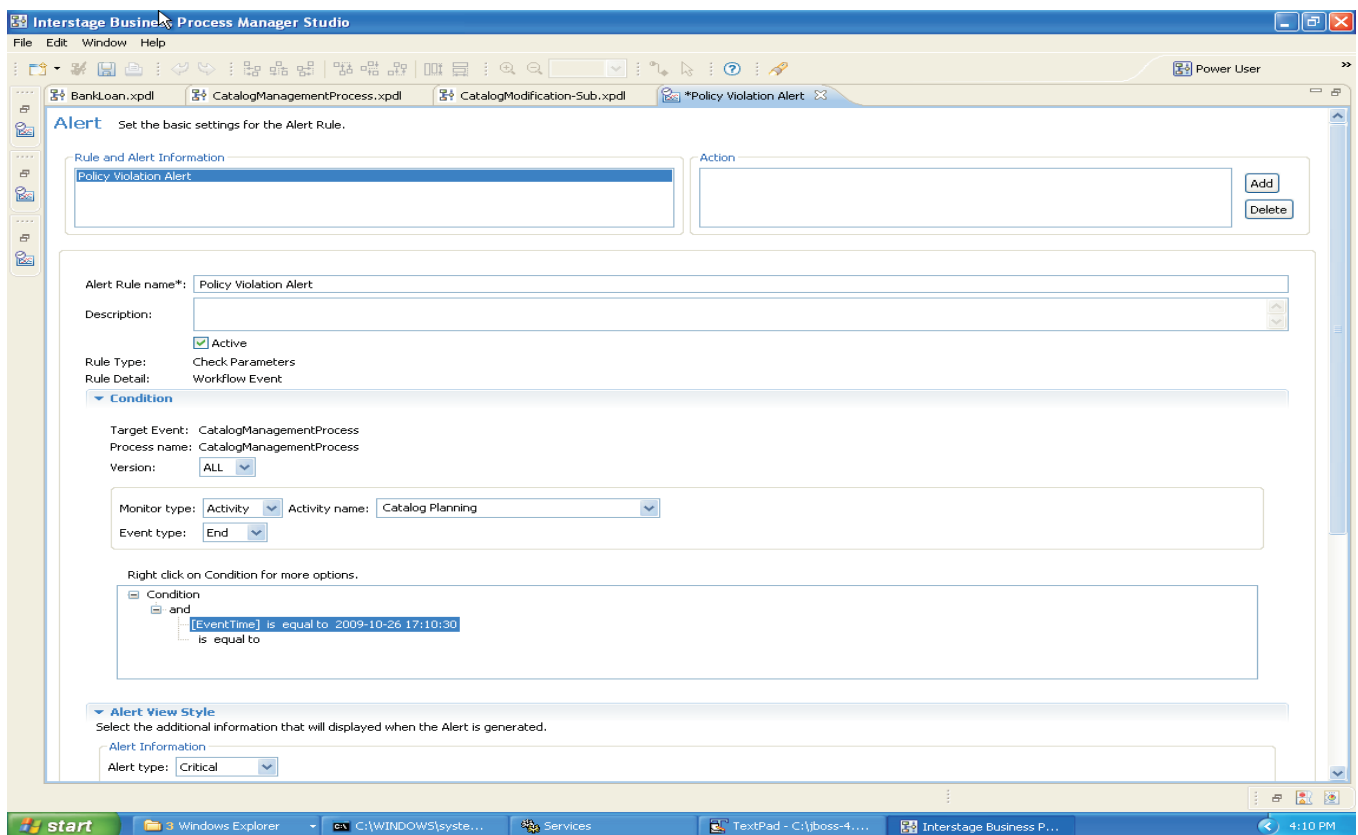 Interstage Business Process Manager Studio
File Edit Window Help
Power User
BankLoan.xpdl CatalogManagementProcess.xpdl CatalogModification-Sub.xpdl *Policy Violation Alert
Alert Set the basic settings for the Alert Rule.
Rule and Alert Information Action
Policy Violation Alert
Add
Delete
Alert Rule name*: Policy Violation Alert
Description:
Active
Rule Type: Check Parameters
Rule Detail: Workflow Event
Condition
Target Event: CatalogManagementProcess
Process name: CatalogManagementProcess
Version: ALL
Monitor type: Activity Activity name: Catalog Planning
Event type: End
Right click on Condition for more options.
Condition
and
[EventTime] is equal to 2009-10-26 17:10:30
is equal to
Alert View Style
Select the additional information that will displayed when the Alert is generated.
Alert Information
Alert type: Critical
start 3 Windows Explorer C:\WINDOWS\syste... Services TextPad - C:\jboss-4.... Interstage Business P... 4:10 PM